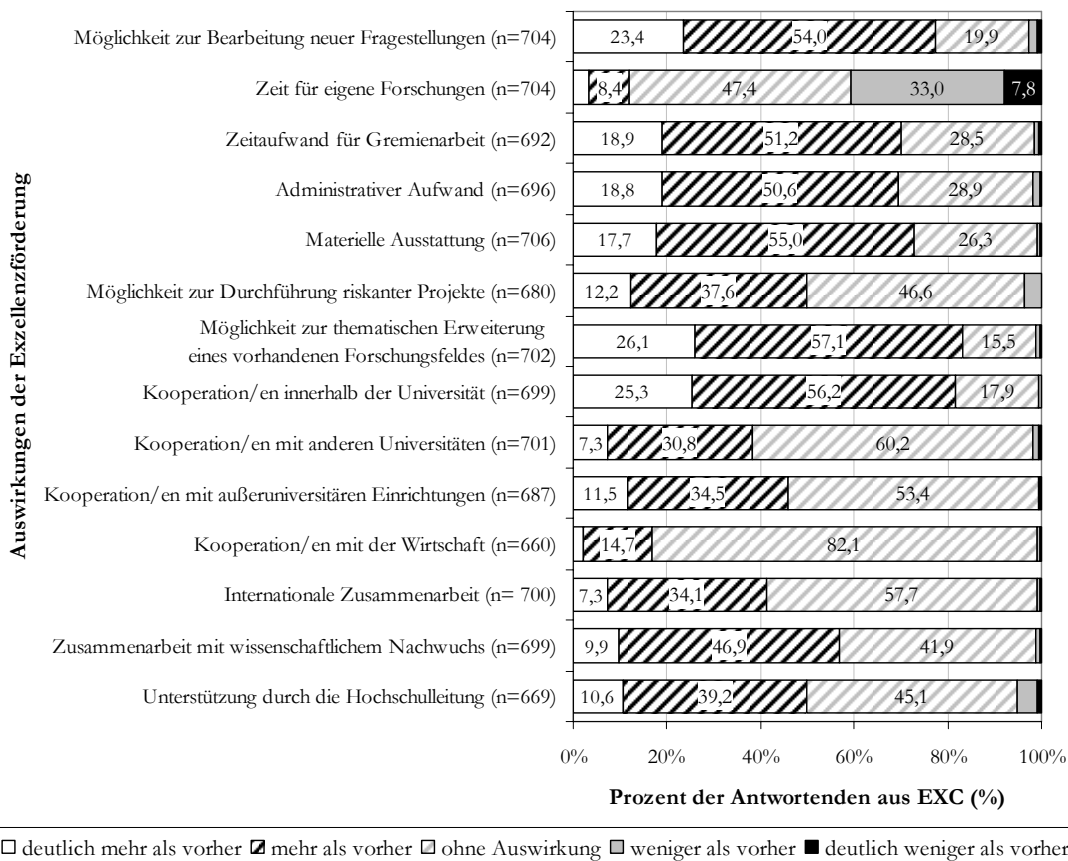 Auswirkungen der Exzellenzförderung
Möglichkeit zur Bearbeitung neuer Fragestellungen (n=704)
23,4 54,0 19,9
Zeit für eigene Forschungen (n=704)
8,4 47,4 33,0 7,8
Zeitaufwand für Gremienarbeit (n=692)
18,9 51,2 28,5
Administrativer Aufwand (n=696)
18,8 50,6 28,9
Materielle Ausstattung (n=706)
17,7 55,0 26,3
Möglichkeit zur Durchführung riskanter Projekte (n=680)
12,2 37,6 46,6
Möglichkeit zur thematischen Erweiterung
eines vorhandenen Forschungsfeldes (n=702)
26,1 57,1 15,5
Kooperation/en innerhalb der Universität (n=699)
25,3 56,2 17,9
Kooperation/en mit anderen Universitäten (n=701)
7,3 30,8 60,2
Kooperation/en mit außeruniversitären Einrichtungen (n=687)
11,5 34,5 53,4
Kooperation/en mit der Wirtschaft (n=660)
14,7 82,1
Internationale Zusammenarbeit (n= 700)
7,3 34,1 57,7
Zusammenarbeit mit wissenschaftlichem Nachwuchs (n=699)
9,9 46,9 41,9
Unterstützung durch die Hochschulleitung (n=669)
10,6 39,2 45,1
0% 20% 40% 60% 80% 100%
Prozent der Antwortenden aus EXC (%)
deutlich mehr als vorher mehr als vorher ohne Auswirkung weniger als vorher deutlich weniger als vorher